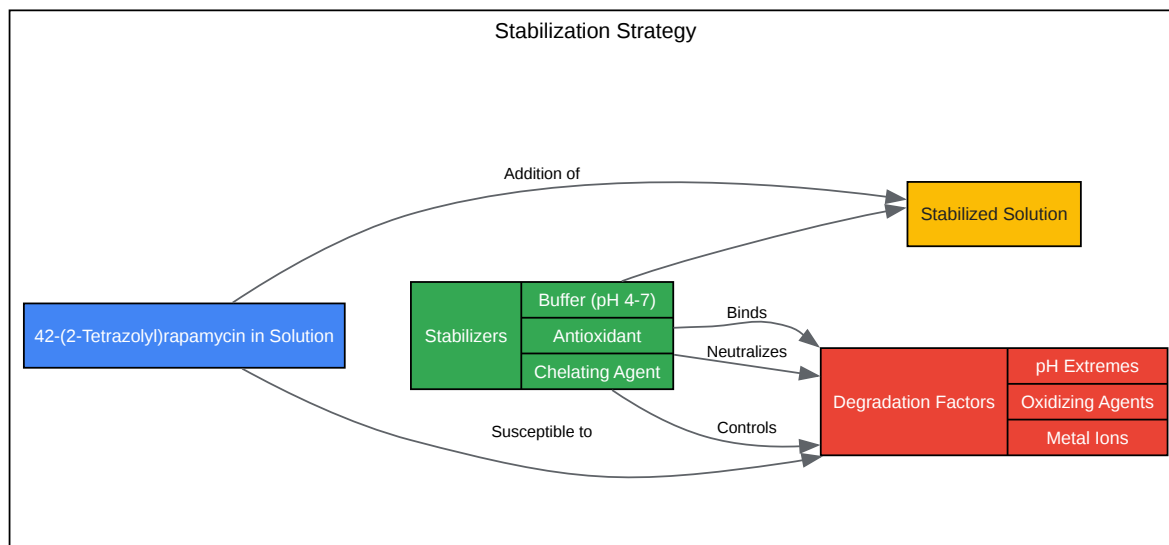 Stabilization Strategy
Addition of
Stabilized Solution
42-(2-Tetrazolyl)rapamycin in Solution
Stabilizers
Buffer (pH 4-7)
Antioxidant
Chelating Agent
Binds
Neutralizes
Controls
Susceptible to
Degradation Factors
pH Extremes
Oxidizing Agents
Metal Ions